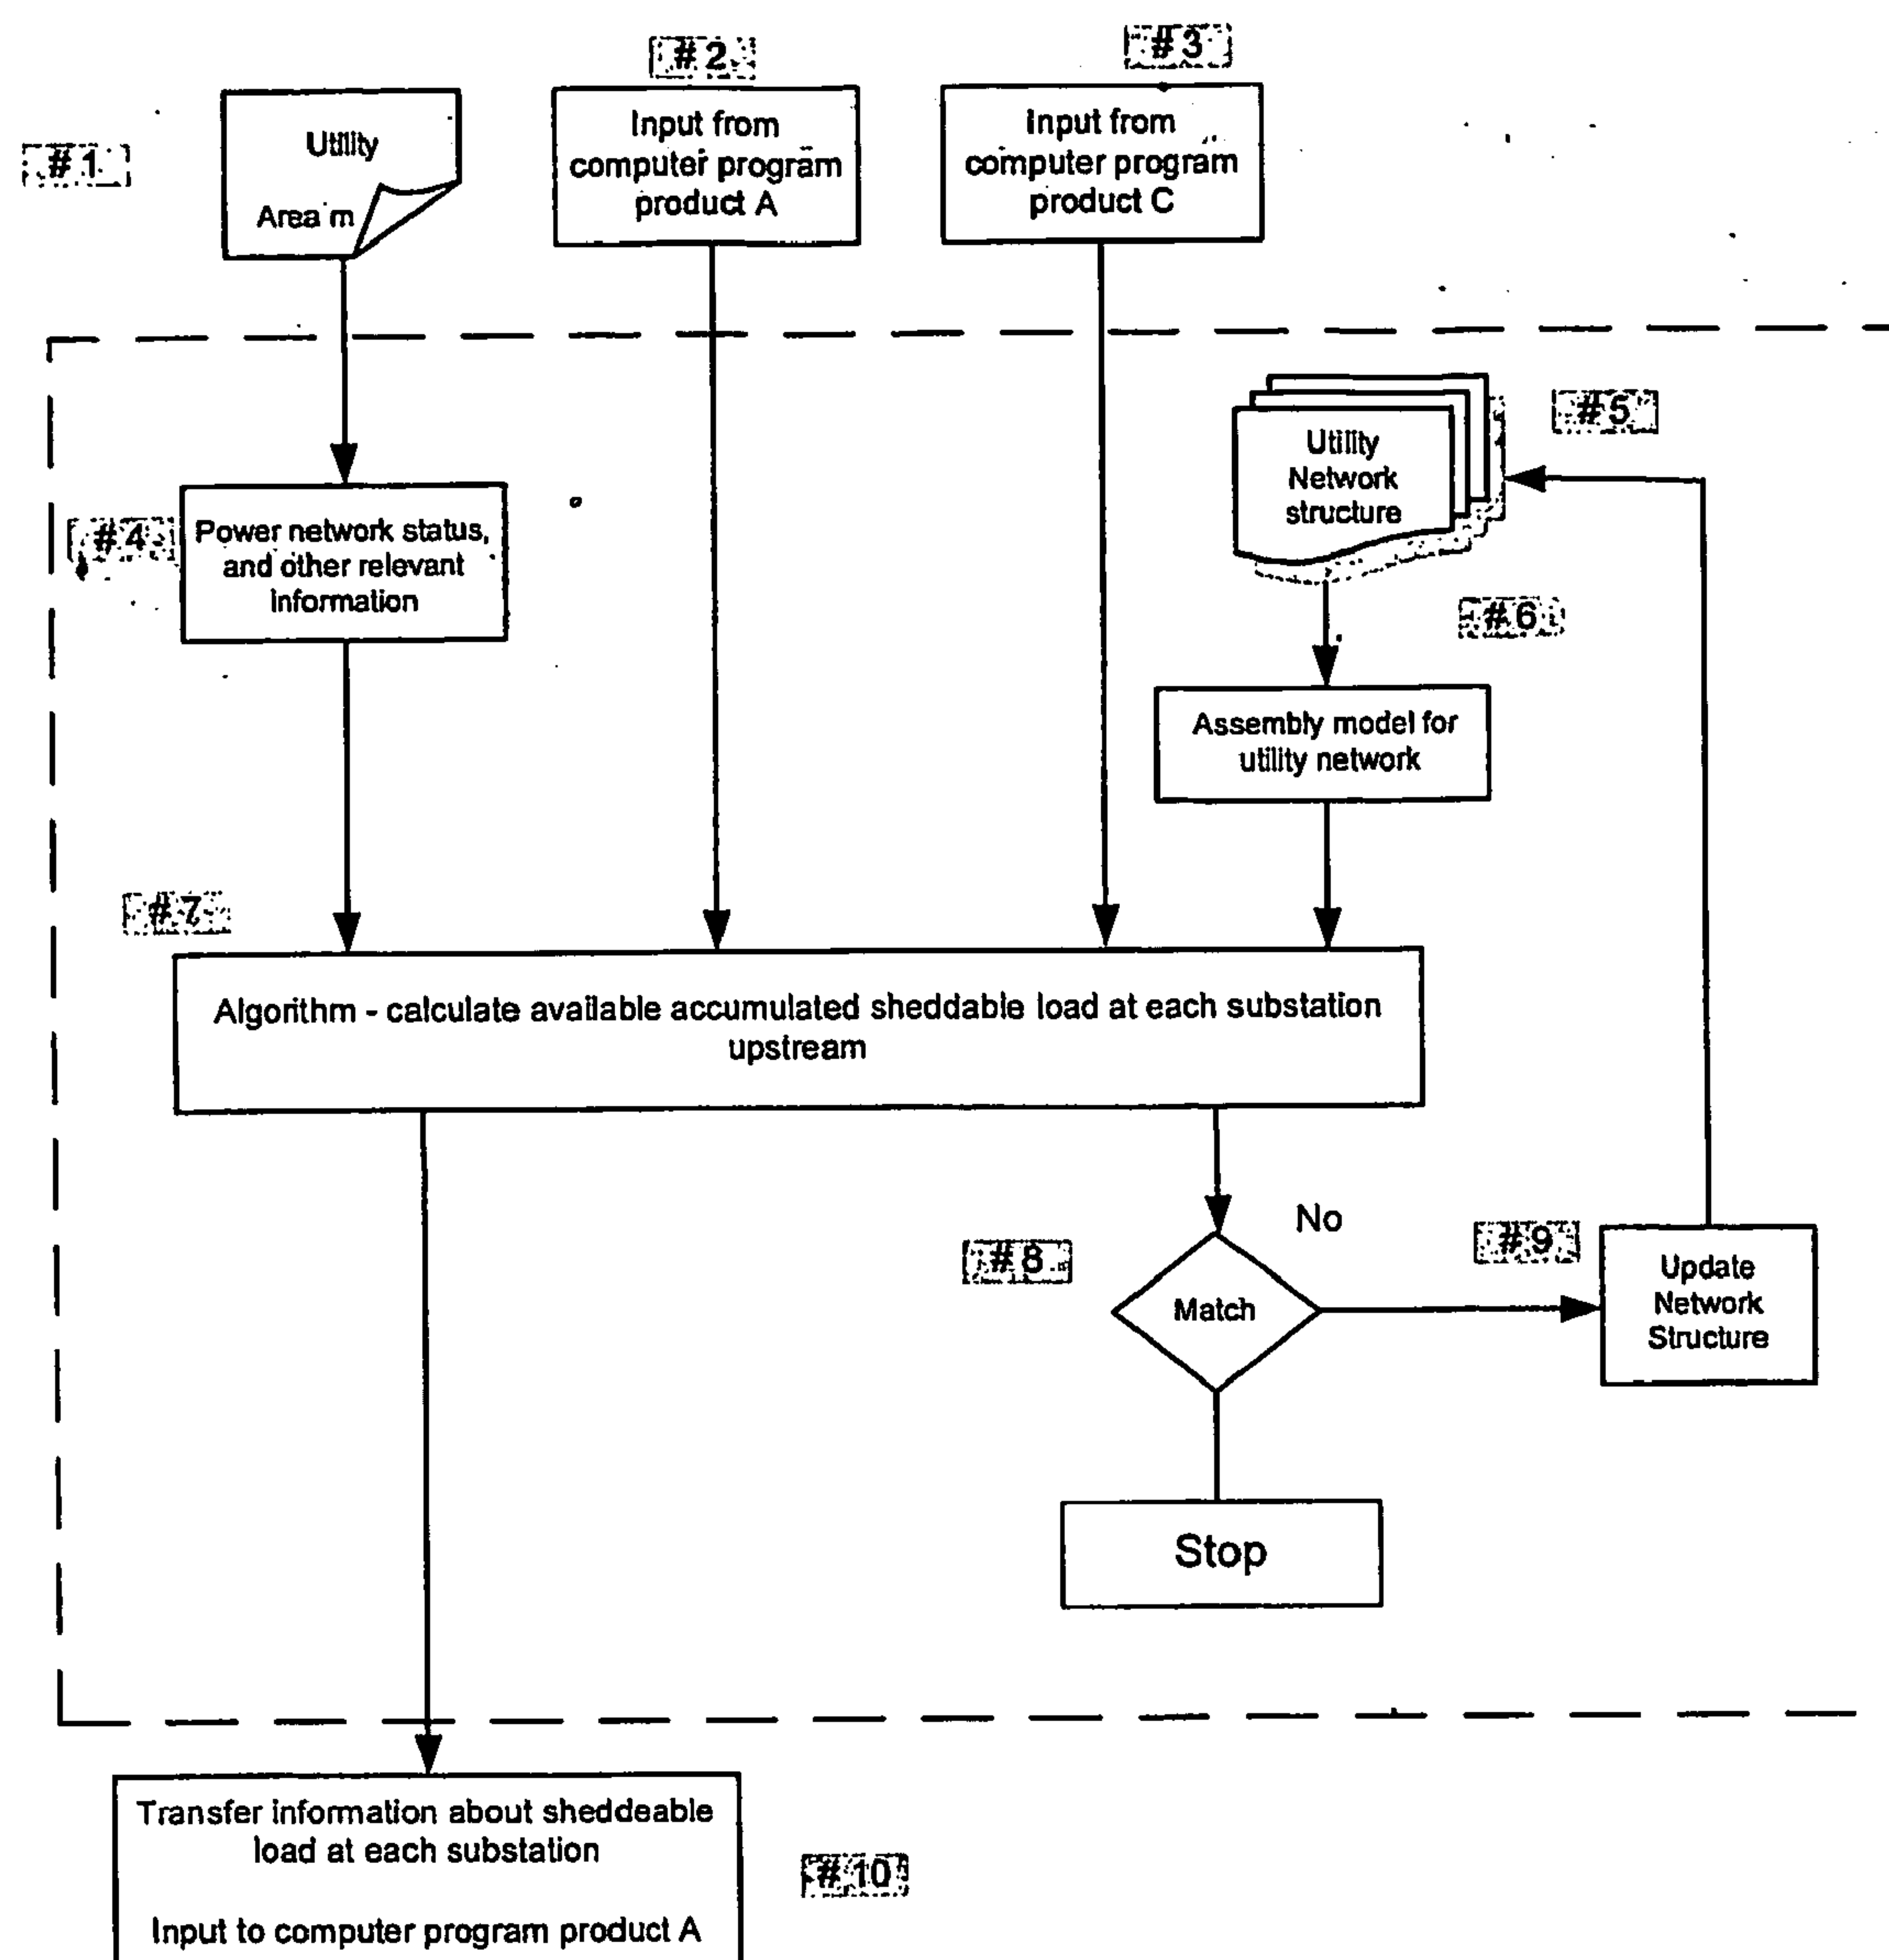 # 1
Utility
Area m
# 2
Input from
computer program
product A
# 3
Input from
computer program
product C
# 4
Power network status,
and other relevant
Information
# 5
Utility
Network
structure
# 6
Assembly model for
utility network
# 7
Algorithm - calculate available accumulated sheddable load at each substation
upstream
# 8
Match
No
# 9
Update
Network
Structure
Stop
Transfer information about sheddeable
load at each substation
Input to computer program product A
# 10